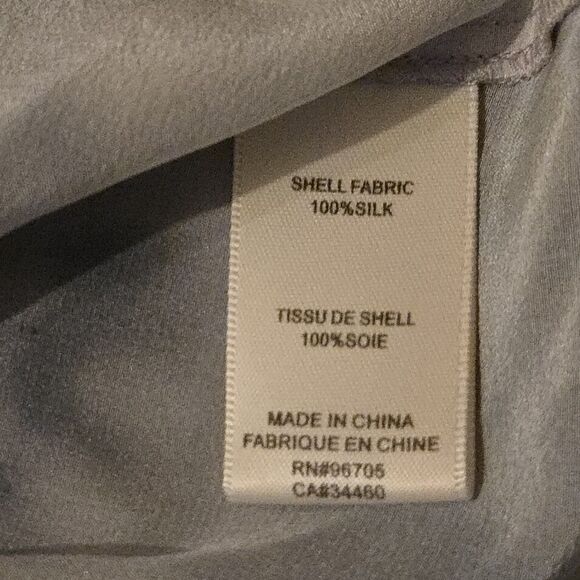 SHELL FABRIC
100%SILK
TISSU DE SHELL
100%SOIE
MADE IN CHINA
FABRIQUE EN CHINE
RN#96705
CA#34460